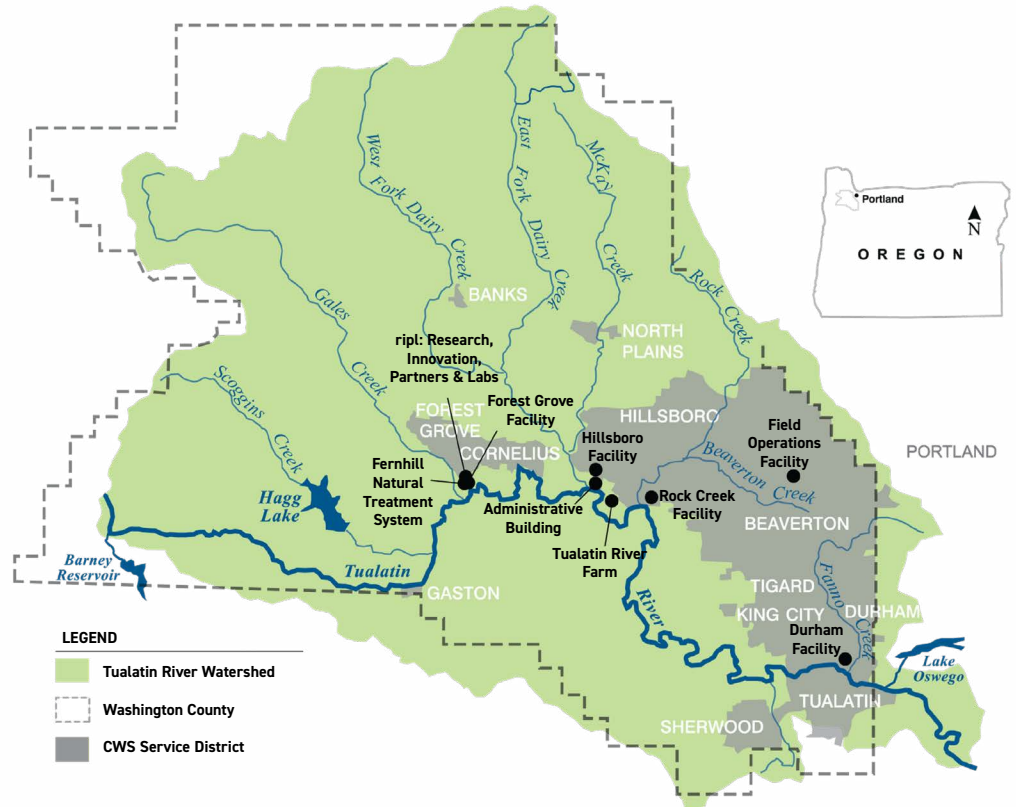 West Fork Dairy Creek
East Fork Dairy Creek
McKay Creek
Portland
N
OREGON
Rock Creek
Gales Creek
BANKS
NORTH
PLAINS
ripl: Research,
Innovation,
Partners & Labs
Scoggins Creek
Forest Grove
Facility
FOREST
GROVE
HILLSBORO
CORNELIUS
Hillsboro
Facility
Field
Operations
Facility
PORTLAND
Fernhill
Natural
Treatment
System
Beaverton Creek
Hagg
Lake
Administrative
Building
Rock Creek
Facility
BEAVERTON
Tualatin River
Farm
Barney
Reservoir
Tualatin River
GASTON
TIGARD
Fanno Creek
KING CITY
DURHAM
Durham
Facility
Lake
Oswego
TUALATIN
SHERWOOD
LEGEND
Tualatin River Watershed
Washington County
CWS Service District